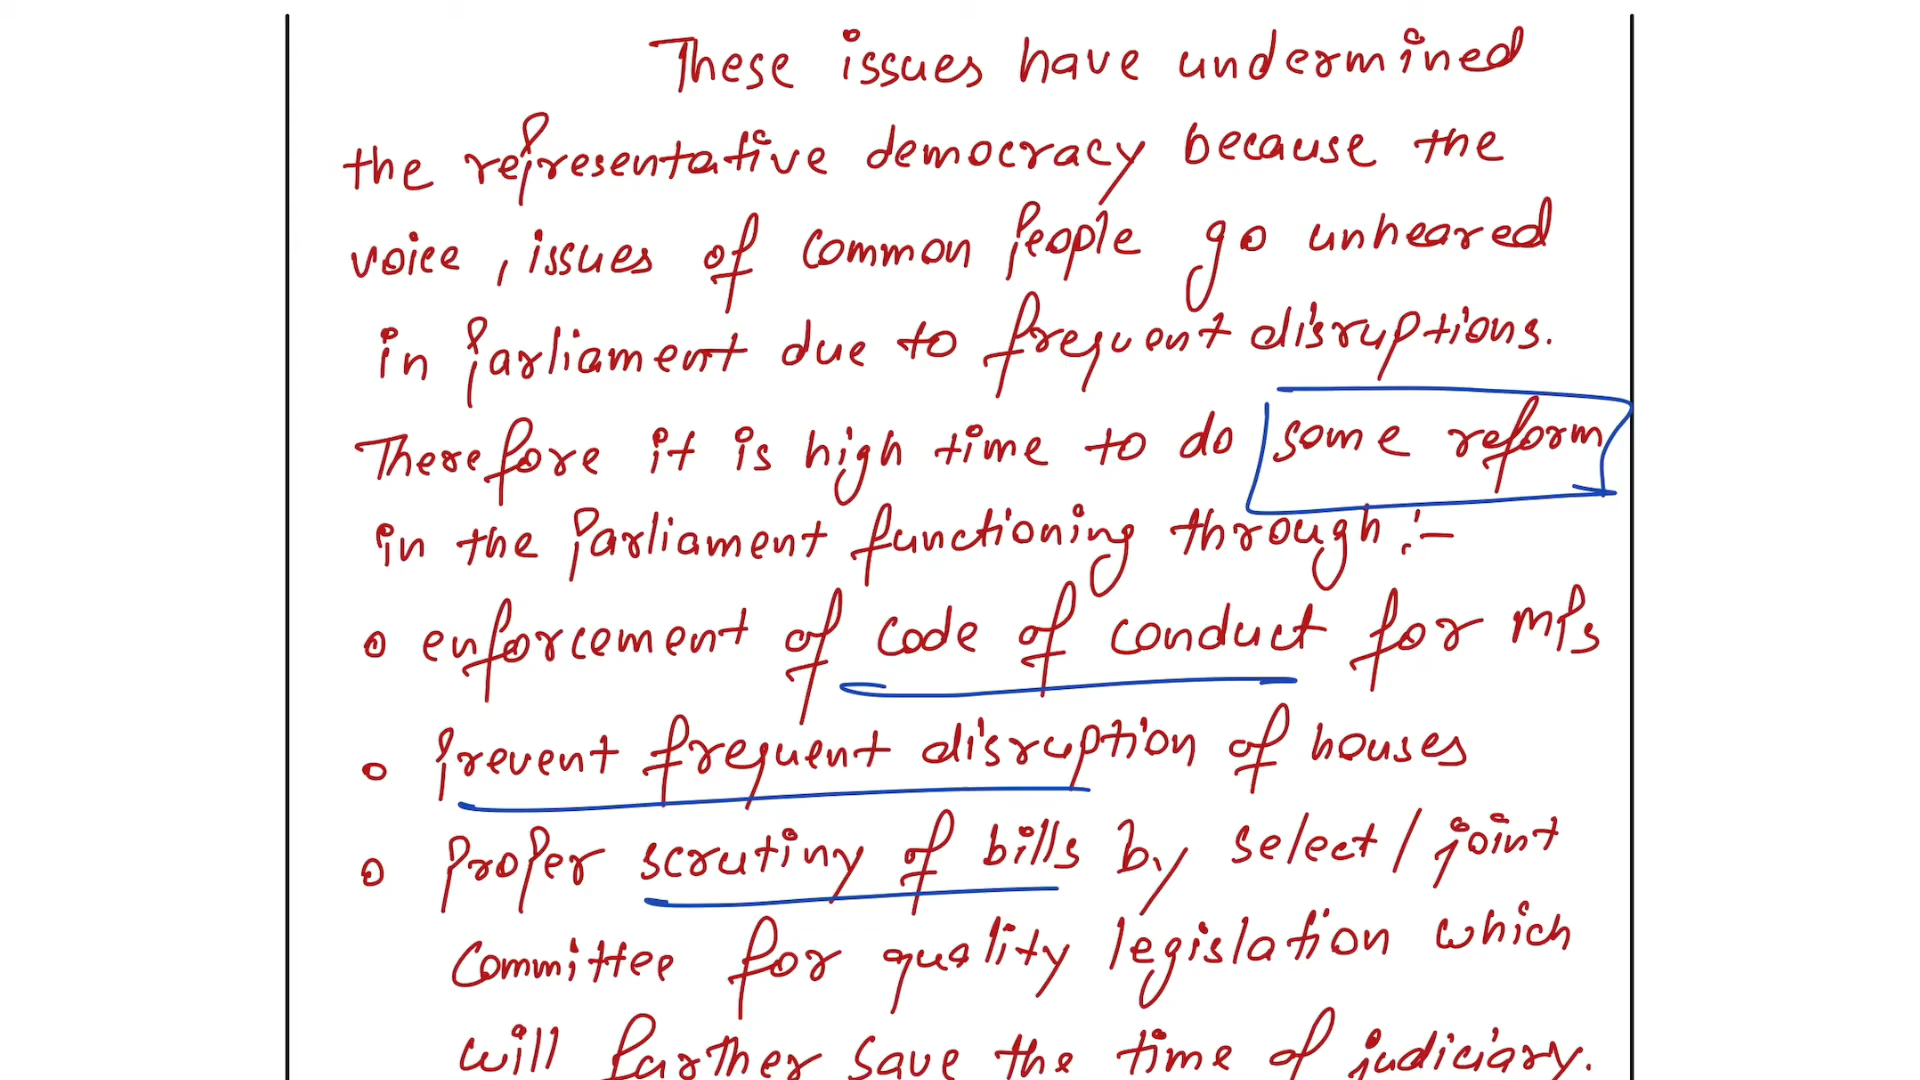 These issues have undermined
the representative democracy because the
voice, issues of common people go unheared
in Parliament due to frequent disruptions.
Therefore it is high time to do some reform
in the Parliament functioning through :-
o enforcement of code of conduct for MPs
o Prevent frequent disruption of houses
o Proper scrutiny of bills by select / joint
committee for quality legislation which
will further save the time of judiciary.